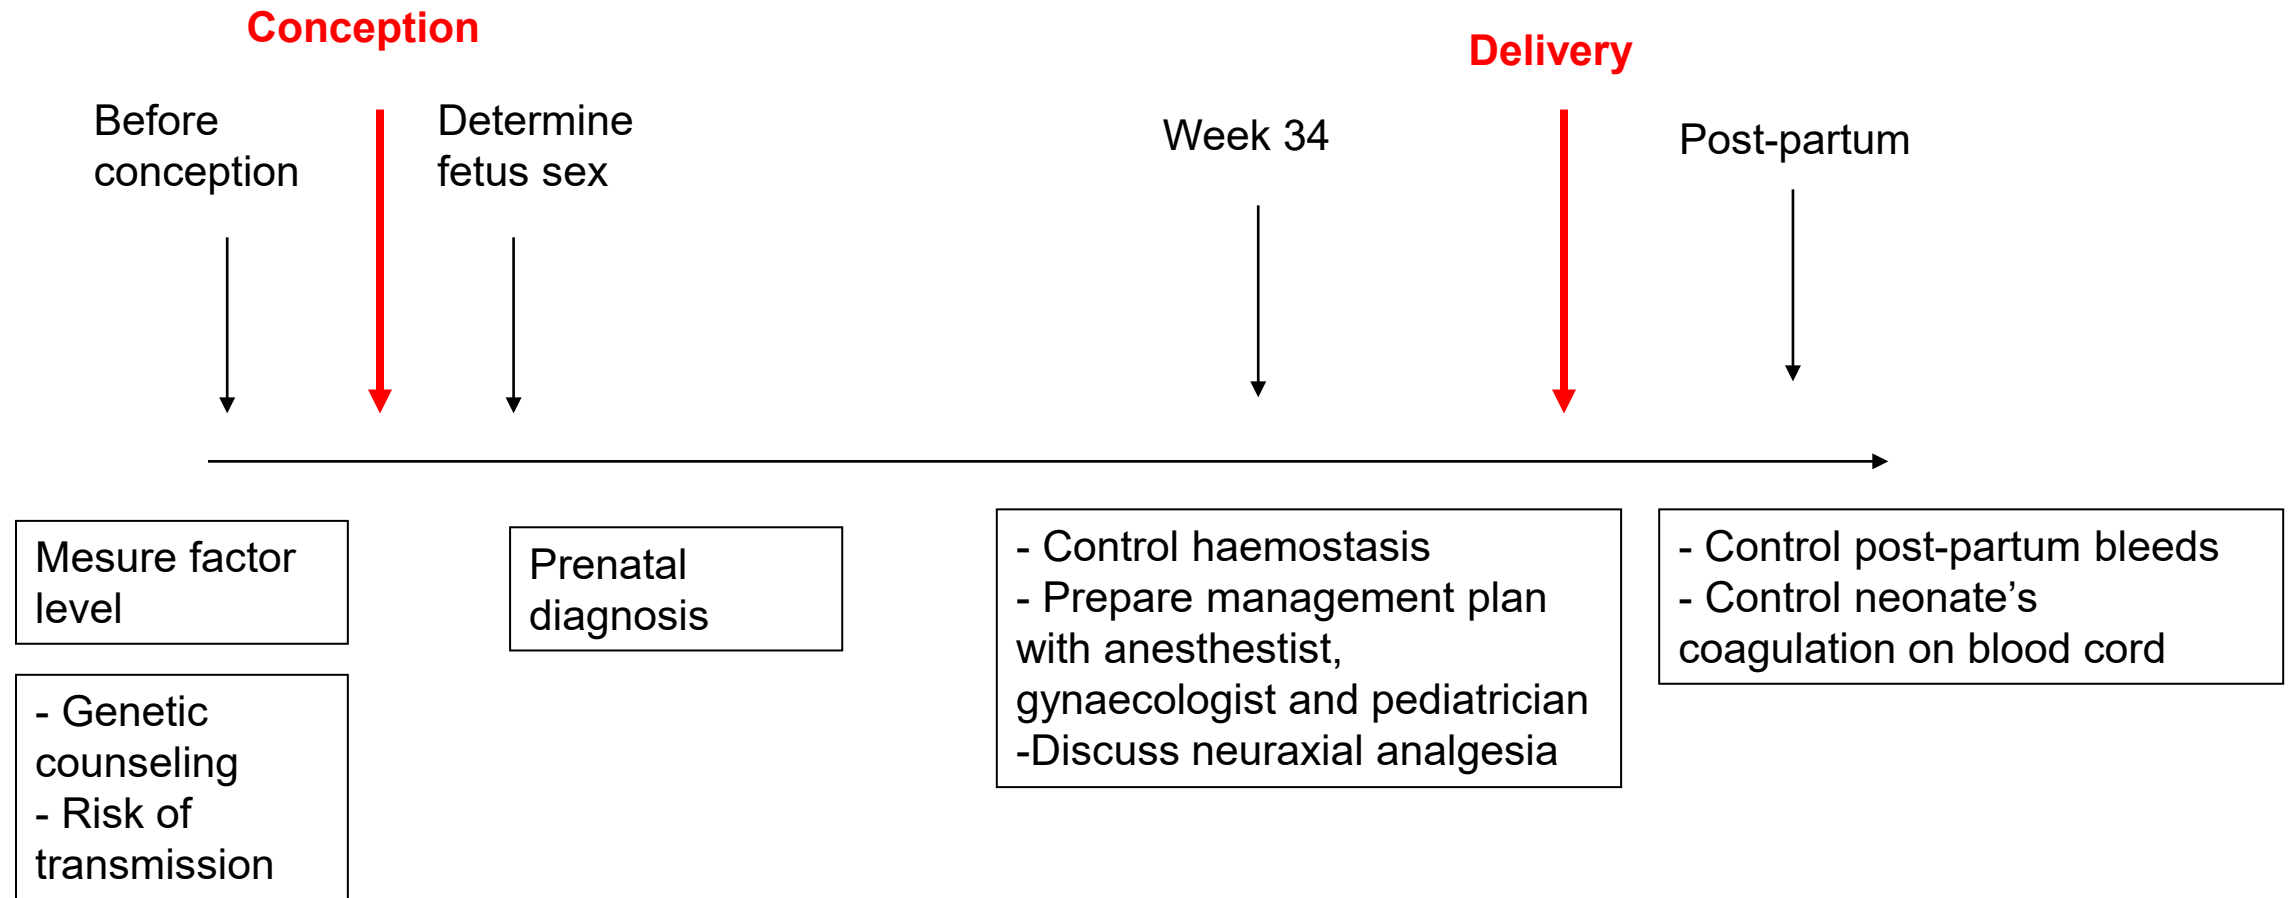 Conception
Delivery
Before
conception
Determine
fetus sex
Week 34
Post-partum
Mesure factor
level
- Genetic
counseling
- Risk of
transmission
Prenatal
diagnosis
- Control haemostasis
- Prepare management plan
with anesthestist,
gynaecologist and pediatrician
-Discuss neuraxial analgesia
- Control post-partum bleeds
- Control neonate’s
coagulation on blood cord